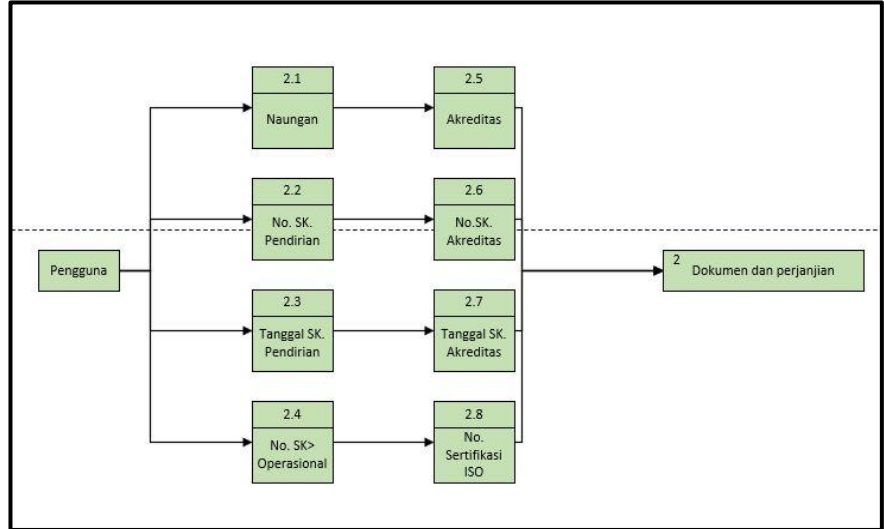 2.1
Naungan
2.5
Akreditas
2.2
No. SK.
Pendirian
2.6
No.SK.
Akreditas
Pengguna
2 Dokumen dan perjanjian
2.3
Tanggal SK.
Pendirian
2.7
Tanggal SK.
Akreditas
2.4
No. SK>
Operasional
2.8
No.
Sertifikasi
ISO